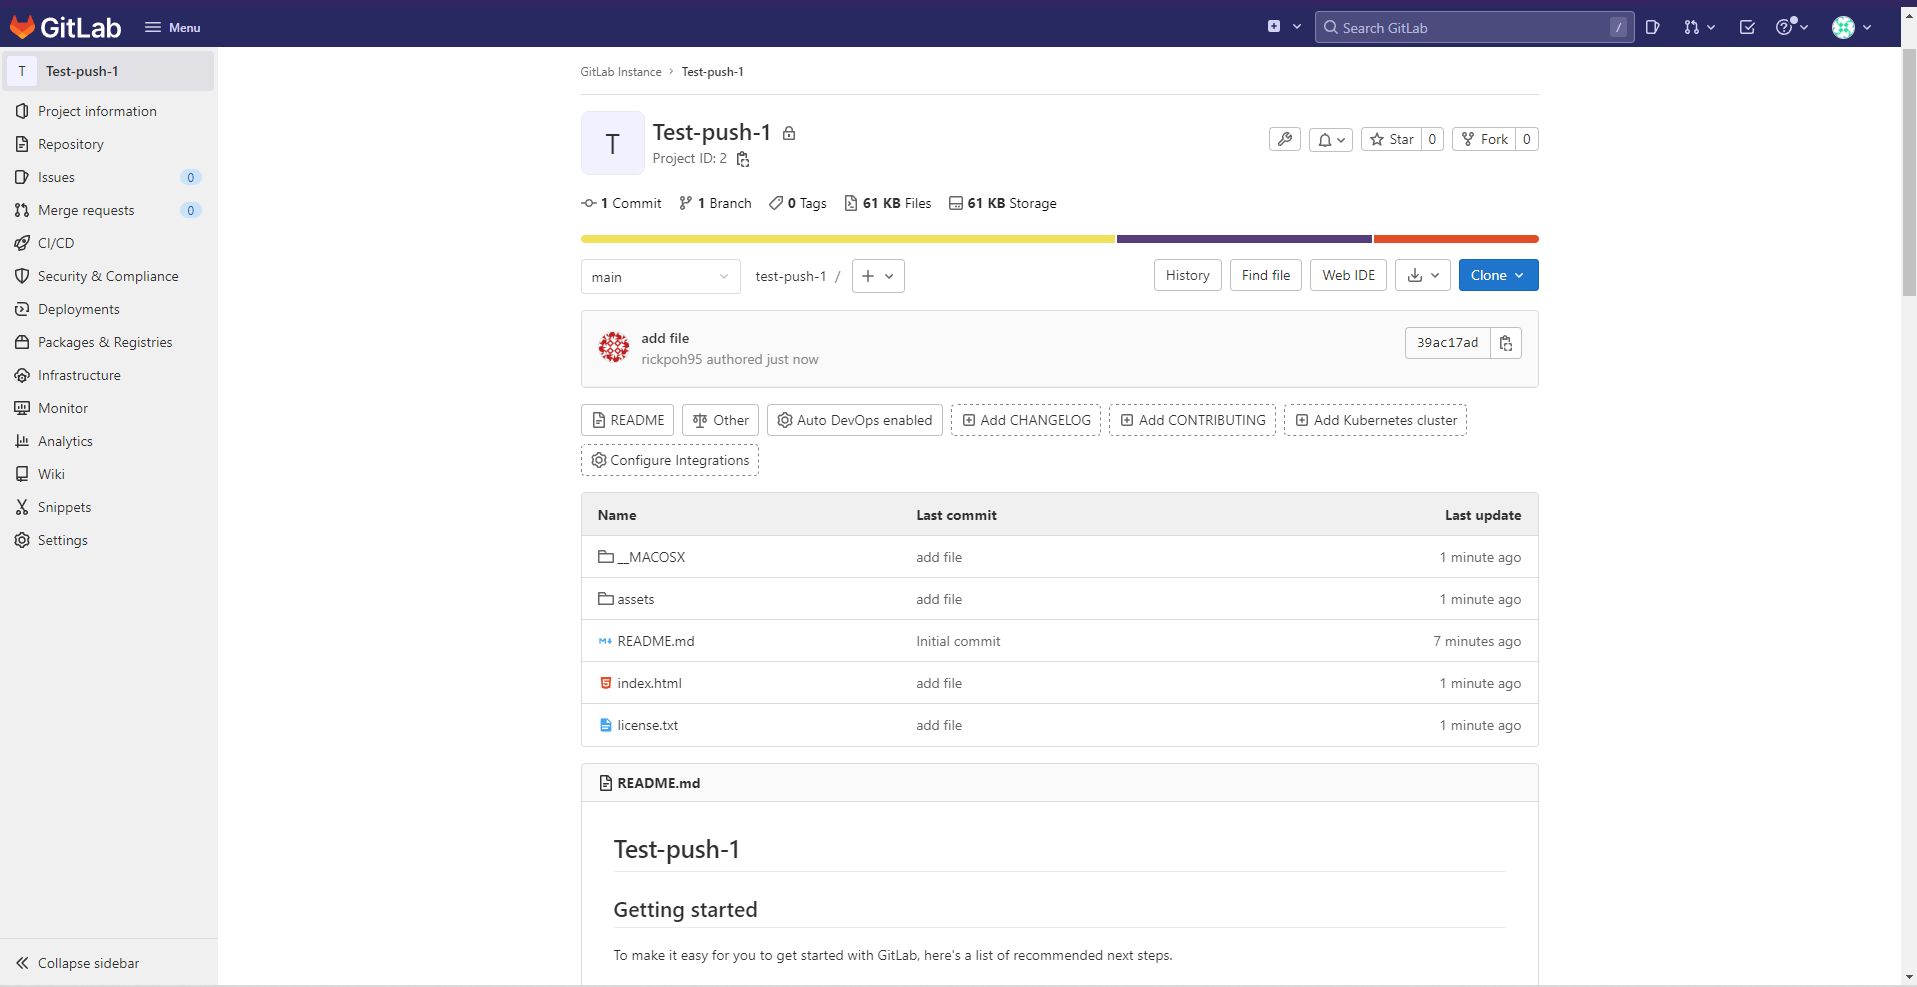 GitLab Menu Search GitLab /
T Test-push-1
Project information
Repository
Issues 0
Merge requests 0
CI/CD
Security & Compliance
Deployments
Packages & Registries
Infrastructure
Monitor
Analytics
Wiki
Snippets
Settings
Collapse sidebar
GitLab Instance › Test-push-1
T
Test-push-1
Project ID: 2
Star 0 Fork 0
1 Commit 1 Branch 0 Tags 61 KB Files 61 KB Storage
main test-push-1 / History Find file Web IDE Clone
add file
rickpoh95 authored just now
39ac17ad
README Other Auto DevOps enabled Add CHANGELOG Add CONTRIBUTING Add Kubernetes cluster
Configure Integrations
Name Last commit Last update
__MACOSX add file 1 minute ago
assets add file 1 minute ago
README.md Initial commit 7 minutes ago
index.html add file 1 minute ago
license.txt add file 1 minute ago
README.md
Test-push-1
Getting started
To make it easy for you to get started with GitLab, here's a list of recommended next steps.